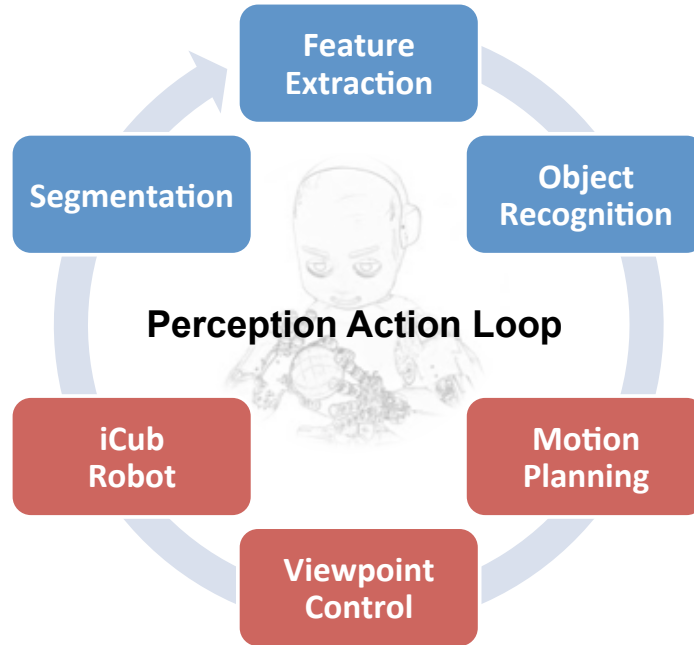 Feature
Extraction
Segmentation
Object
Recognition
Perception Action Loop
iCub
Robot
Motion
Planning
Viewpoint
Control